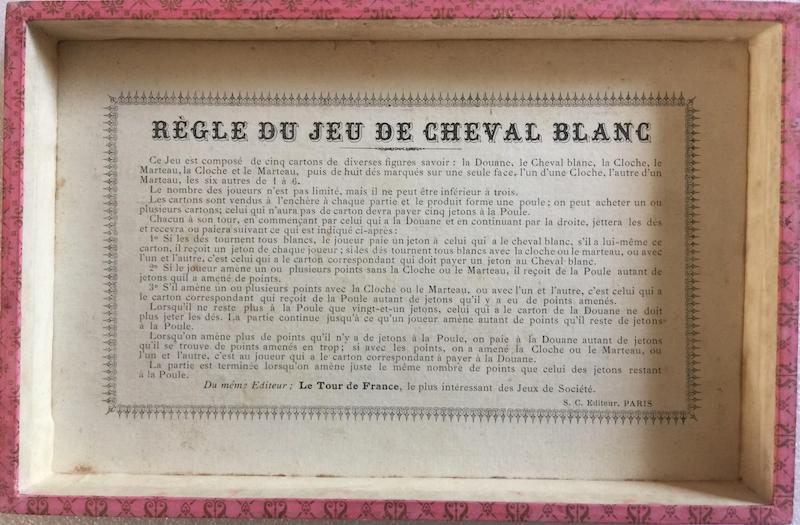 RÈGLE DU JEU DE CHEVAL BLANC
Ce Jeu est composé de cinq cartons de diverses figures savoir : la Douane, le Cheval blanc, la Cloche, le
Marteau, la Cloche et le Marteau, puis de huit dés marqués sur une seule face, l'un d'une Cloche, l'autre d'un
Marteau, les six autres de 1 à 6.
Le nombre des joueurs n'est pas limité, mais il ne peut être inférieur à trois.
Les cartons sont vendus à l'enchère à chaque partie et le produit forme une poule ; on peut acheter un ou
plusieurs cartons; celui qui n'aura pas de carton devra payer cinq jetons à la Poule.
Chacun à son tour, en commençant par celui qui a la Douane et en continuant par la droite, jettera les dés
et recevra ou paiera suivant ce qui est indiqué ci-après :
1º Si les dés tournent tous blancs, le joueur paie un jeton à celui qui a le cheval blanc, s'il a lui-même ce
carton, il reçoit un jeton de chaque joueur ; si les dés tournent tous blancs avec la cloche ou le marteau, ou avec
l'un et l'autre, c'est celui qui a le carton correspondant qui doit payer un jeton au Cheval blanc.
2º Si le joueur amène un ou plusieurs points sans la Cloche ou le Marteau, il reçoit de la Poule autant de
jetons quil a amené de points.
3º S'il amène un ou plusieurs points avec la Cloche ou le Marteau, ou avec l'un et l'autre, c'est celui qui a
le carton correspondant qui reçoit de la Poule autant de jetons qu'il y a eu de points amenés.
Lorsqu'il ne reste plus à la Poule que vingt-et-un jetons, celui qui a le carton de la Douane ne doit
plus jeter les dés. La partie continue jusqu'à ce qu'un joueur amène autant de points qu'il reste de jetons
à la Poule.
Lorsqu'on amène plus de points qu'il n'y a de jetons à la Poule, on paie à la Douane autant de jetons
qu'il se trouve de points amenés en trop ; si avec les points, on a amené la Cloche ou le Marteau, ou
l'un et l'autre, c'est au joueur qui a le carton correspondant à payer à la Douane.
La partie est terminée lorsqu'on amène juste le même nombre de points que celui des jetons restant
à la Poule.
Du même Editeur ; Le Tour de France, le plus intéressant des Jeux de Société.
S. C. Editeur, PARIS